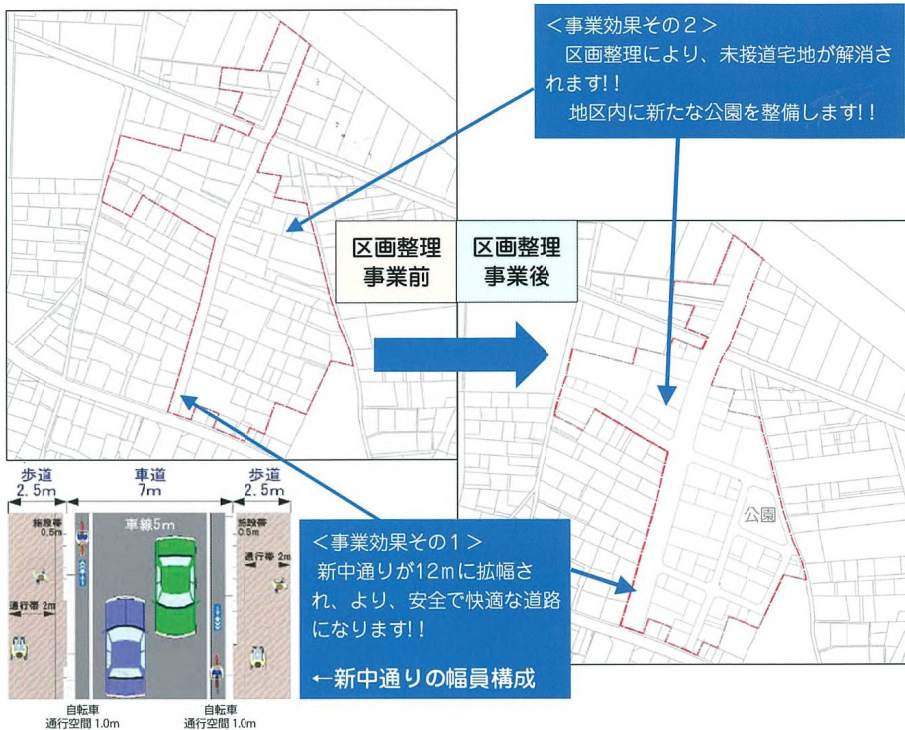 ＜事業効果その２＞
区画整理により、未接道宅地が解消さ
れます!!
地区内に新たな公園を整備します!!
区画整理
事業前
区画整理
事業後
公園
歩道
2.5m
車道
7m
歩道
2.5m
施設帯
0.5m
車線5m
施設帯
0.5m
通行帯 2m
通行帯 2m
自転車
通行空間 1.0m
自転車
通行空間 1.0m
＜事業効果その１＞
新中通りが12mに拡幅さ
れ、より、安全で快適な道路
になります!!
←新中通りの幅員構成